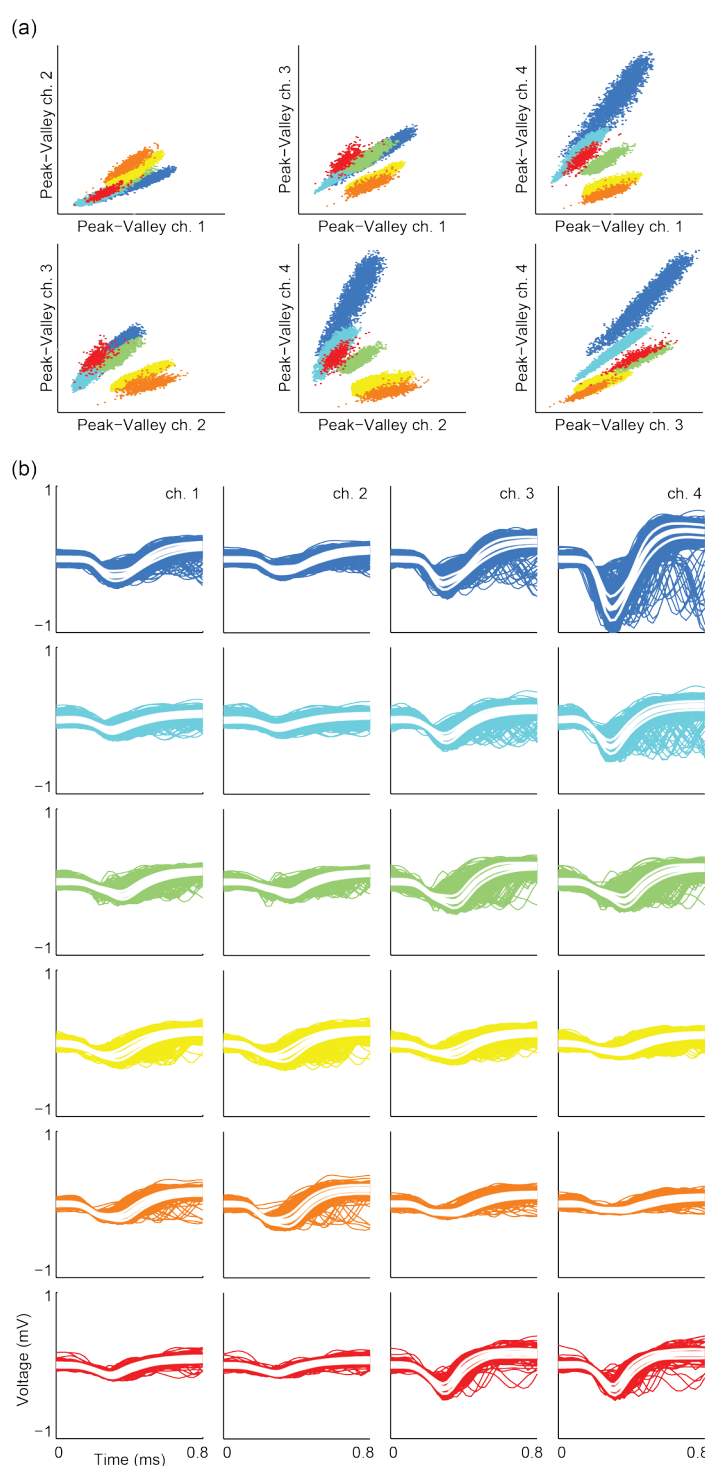 (a)
Peak−Valley ch. 2
Peak−Valley ch. 1
Peak−Valley ch. 3
Peak−Valley ch. 1
Peak−Valley ch. 4
Peak−Valley ch. 1
Peak−Valley ch. 3
Peak−Valley ch. 2
Peak−Valley ch. 4
Peak−Valley ch. 2
Peak−Valley ch. 4
Peak−Valley ch. 3
(b)
1
ch. 1
ch. 2
ch. 3
ch. 4
−1
1
−1
1
−1
1
−1
1
−1
1
Voltage (mV)
−1
0
0.8
0
0.8
0
0.8
0
0.8
Time (ms)